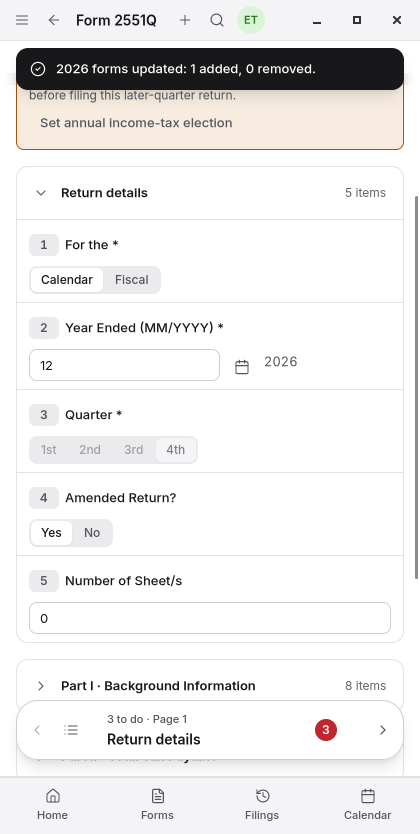 Form 2551Q
ET
2026 forms updated: 1 added, 0 removed.
before filing this later-quarter return.
Set annual income-tax election
Return details
5 items
1 For the *
Calendar Fiscal
2 Year Ended (MM/YYYY) *
12 2026
3 Quarter *
1st 2nd 3rd 4th
4 Amended Return?
Yes No
5 Number of Sheet/s
0
Part I · Background Information
8 items
3 to do · Page 1
Return details
3
Home Forms Filings Calendar